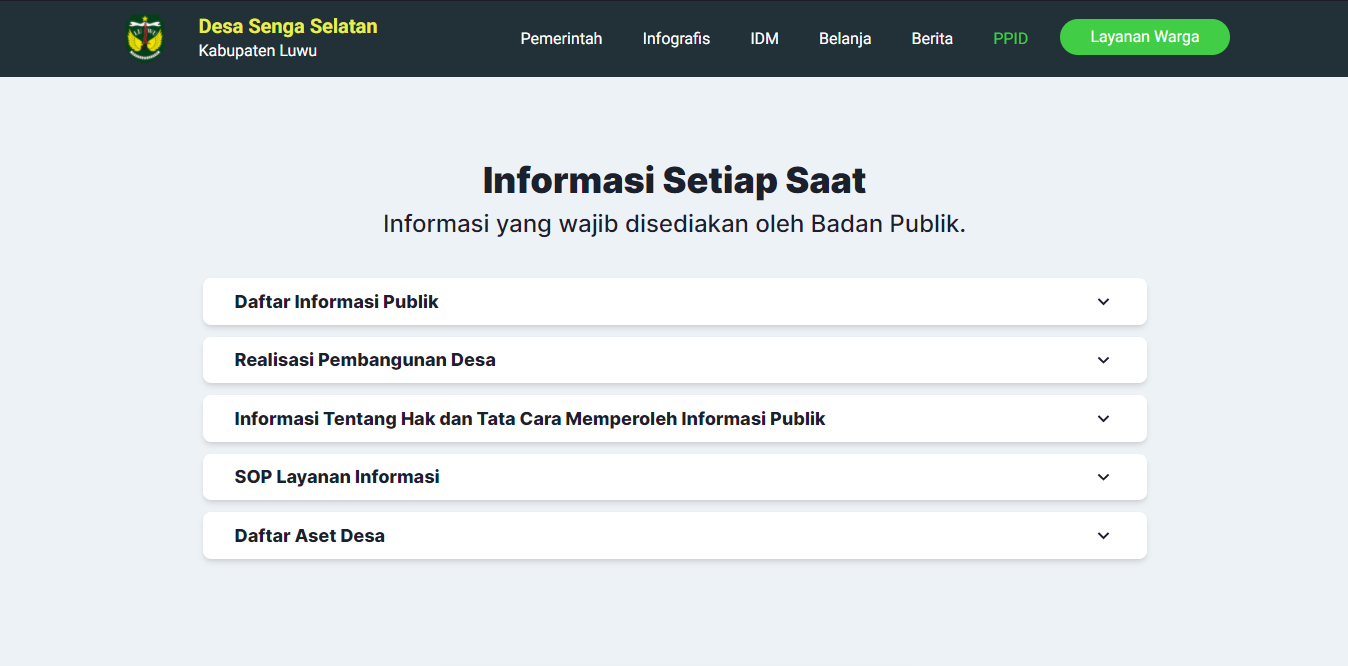 Desa Senga Selatan
Kabupaten Luwu
Pemerintah
Infografis
IDM
Belanja
Berita
PPID
Layanan Warga
Informasi Setiap Saat
Informasi yang wajib disediakan oleh Badan Publik.
Daftar Informasi Publik
Realisasi Pembangunan Desa
Informasi Tentang Hak dan Tata Cara Memperoleh Informasi Publik
SOP Layanan Informasi
Daftar Aset Desa